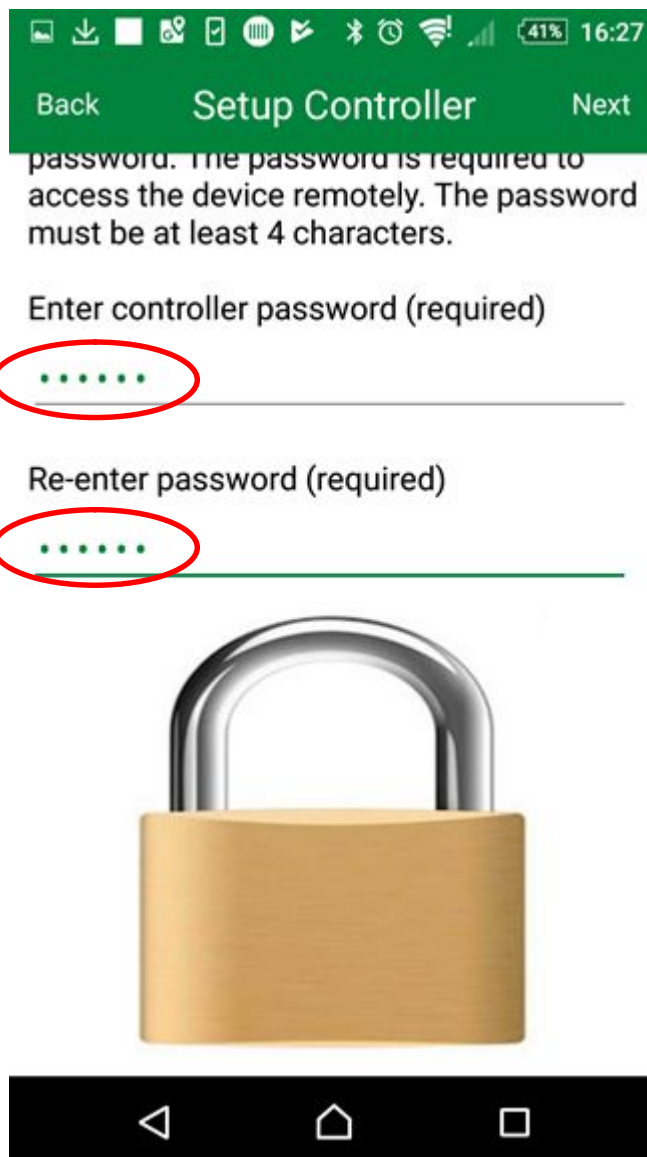 41% 16:27
Back Setup Controller Next
password. The password is required to
access the device remotely. The password
must be at least 4 characters.
Enter controller password (required)
••••••
Re-enter password (required)
••••••